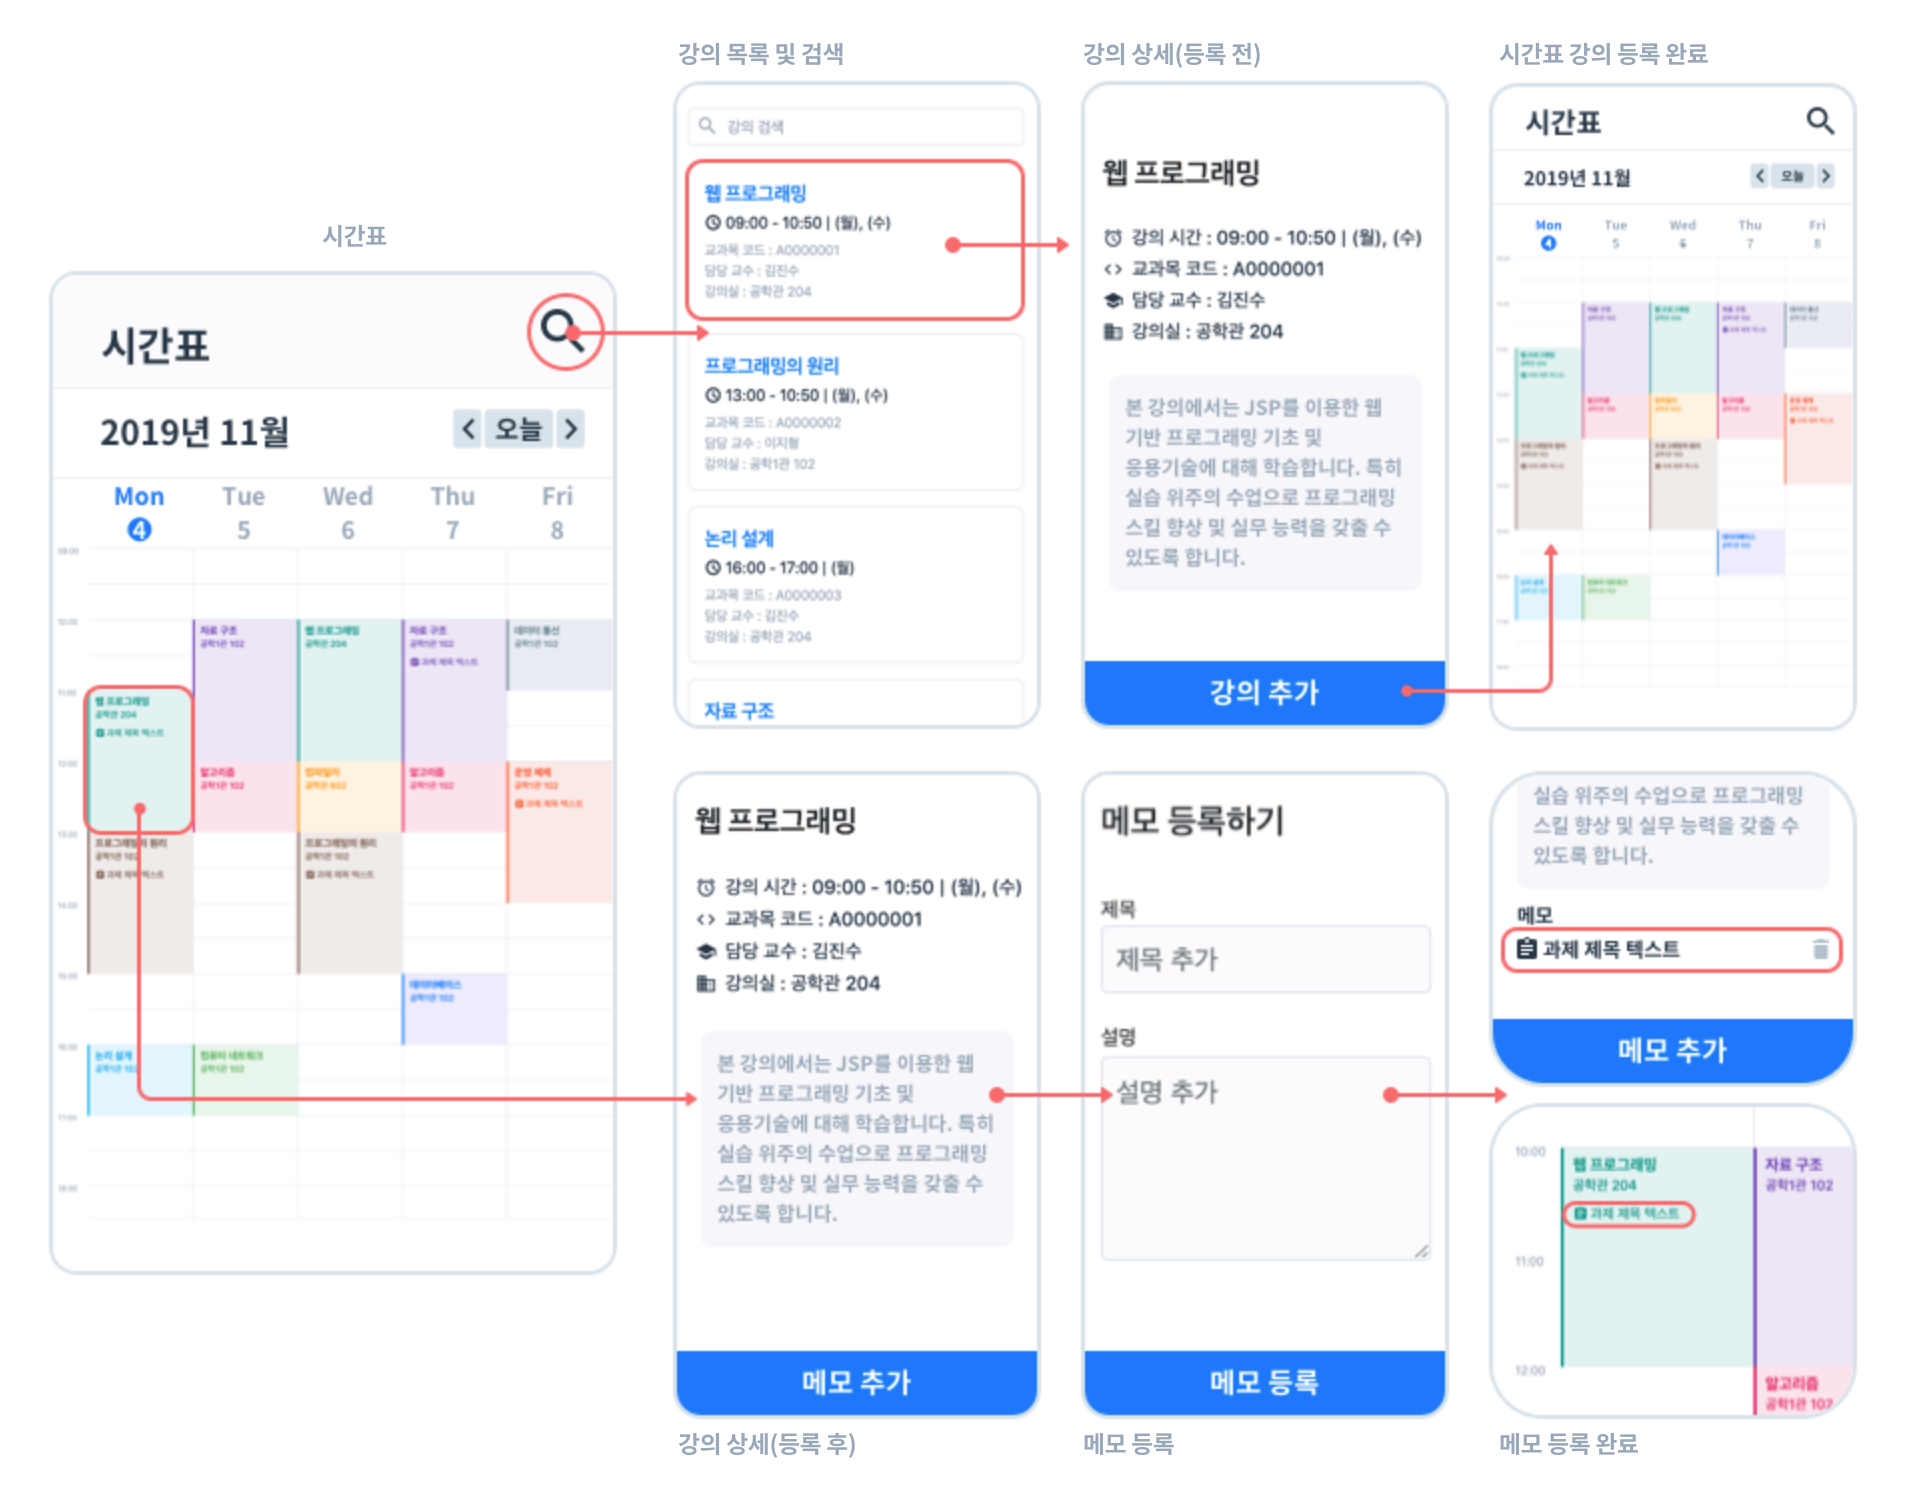 시간표
시간표
2019년 11월
오늘
Mon
Tue
Wed
Thu
Fri
4
5
6
7
8
09:00
10:00
11:00
12:00
13:00
14:00
15:00
16:00
17:00
18:00
자료 구조
공학1관 102
웹 프로그래밍
공학관 204
자료 구조
공학1관 102
과제 제목 텍스트
데이터 통신
공학1관 102
웹 프로그래밍
공학관 204
과제 제목 텍스트
알고리즘
공학1관 102
컴파일러
공학관 602
알고리즘
공학1관 102
운영 체제
공학1관 102
과제 제목 텍스트
프로그래밍의 원리
공학1관 102
과제 제목 텍스트
프로그래밍의 원리
공학1관 102
과제 제목 텍스트
데이터베이스
공학1관 102
논리 설계
공학1관 102
컴퓨터 네트워크
공학1관 102
강의 목록 및 검색
강의 검색
웹 프로그래밍
09:00 - 10:50 | (월), (수)
교과목 코드 : A0000001
담당 교수 : 김진수
강의실 : 공학관 204
프로그래밍의 원리
13:00 - 10:50 | (월), (수)
교과목 코드 : A0000002
담당 교수 : 이지형
강의실 : 공학1관 102
논리 설계
16:00 - 17:00 | (월)
교과목 코드 : A0000003
담당 교수 : 김진수
강의실 : 공학관 204
자료 구조
강의 상세(등록 전)
웹 프로그래밍
강의 시간 : 09:00 - 10:50 | (월), (수)
교과목 코드 : A0000001
담당 교수 : 김진수
강의실 : 공학관 204
본 강의에서는 JSP를 이용한 웹
기반 프로그래밍 기초 및
응용기술에 대해 학습합니다. 특히
실습 위주의 수업으로 프로그래밍
스킬 향상 및 실무 능력을 갖출 수
있도록 합니다.
강의 추가
시간표 강의 등록 완료
시간표
2019년 11월
오늘
Mon
Tue
Wed
Thu
Fri
4
5
6
7
8
웹 프로그래밍
강의 시간 : 09:00 - 10:50 | (월), (수)
교과목 코드 : A0000001
담당 교수 : 김진수
강의실 : 공학관 204
본 강의에서는 JSP를 이용한 웹
기반 프로그래밍 기초 및
응용기술에 대해 학습합니다. 특히
실습 위주의 수업으로 프로그래밍
스킬 향상 및 실무 능력을 갖출 수
있도록 합니다.
메모 추가
강의 상세(등록 후)
메모 등록하기
제목
제목 추가
설명
설명 추가
메모 등록
메모 등록
실습 위주의 수업으로 프로그래밍
스킬 향상 및 실무 능력을 갖출 수
있도록 합니다.
메모
과제 제목 텍스트
메모 추가
10:00
11:00
12:00
웹 프로그래밍
공학관 204
과제 제목 텍스트
자료 구조
공학1관 102
알고리즘
공학1관 102
메모 등록 완료